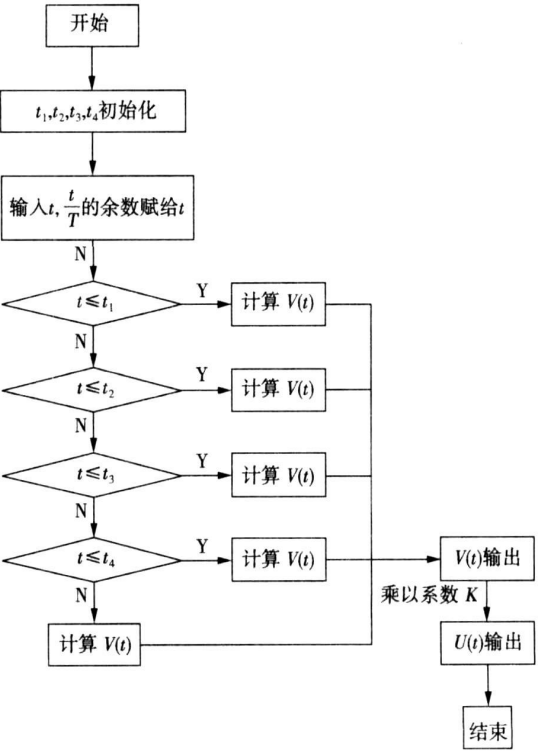 开始
t₁,t₂,t₃,t₄初始化
输入t, t/T的余数赋给t
N
t≤t₁
Y
计算 V(t)
N
t≤t₂
Y
计算 V(t)
N
t≤t₃
Y
计算 V(t)
N
t≤t₄
Y
计算 V(t)
V(t)输出
N
乘以系数 K
计算 V(t)
U(t)输出
结束